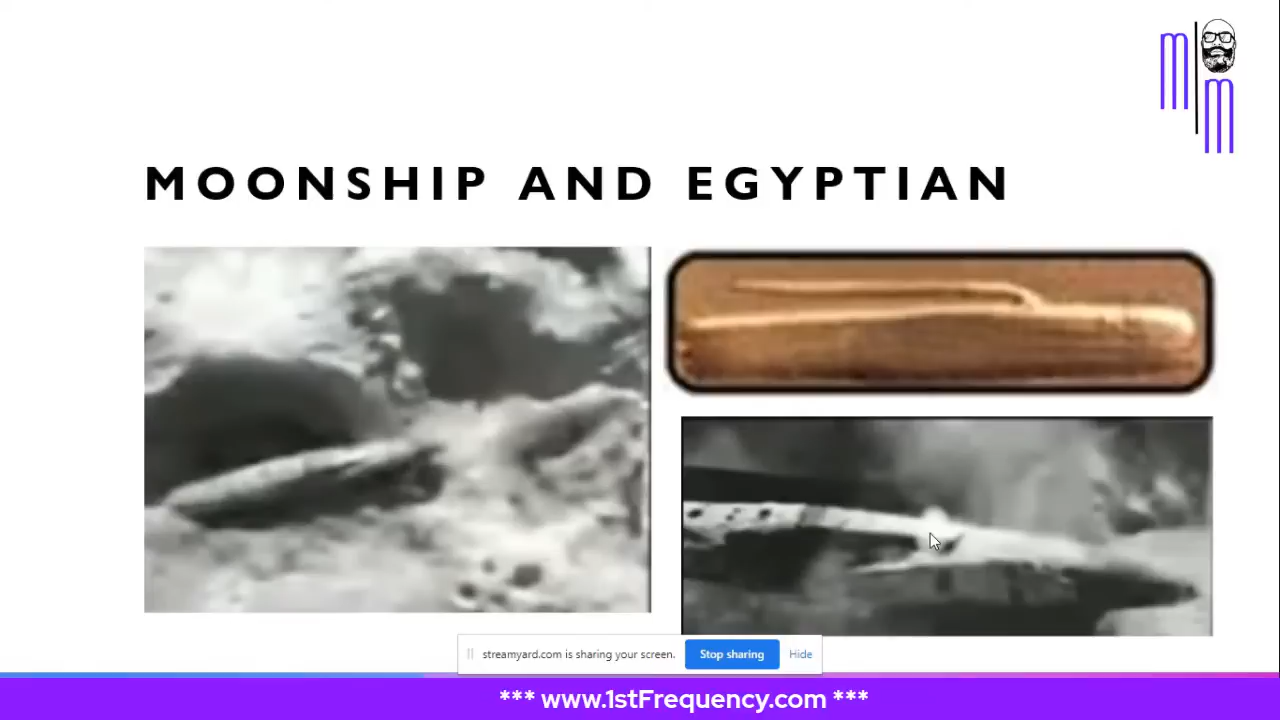 MOONSHIP AND EGYPTIAN
streamyard.com is sharing your screen. Stop sharing Hide
*** www.1stFrequency.com ***